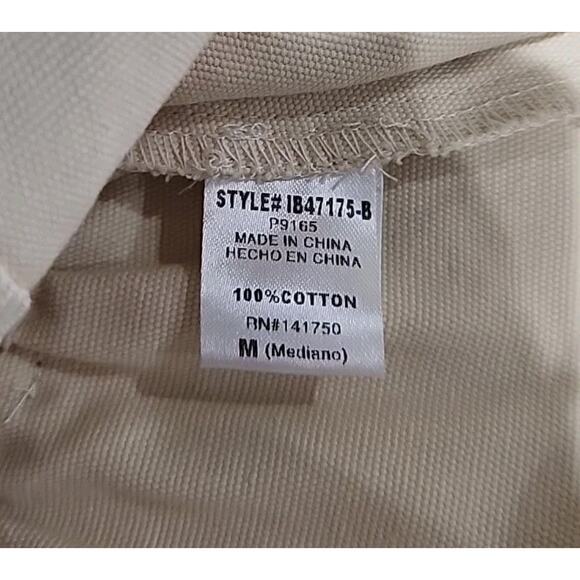 STYLE# IB47175-B
P9165
MADE IN CHINA
HECHO EN CHINA
100%COTTON
RN#141750
M (Mediano)